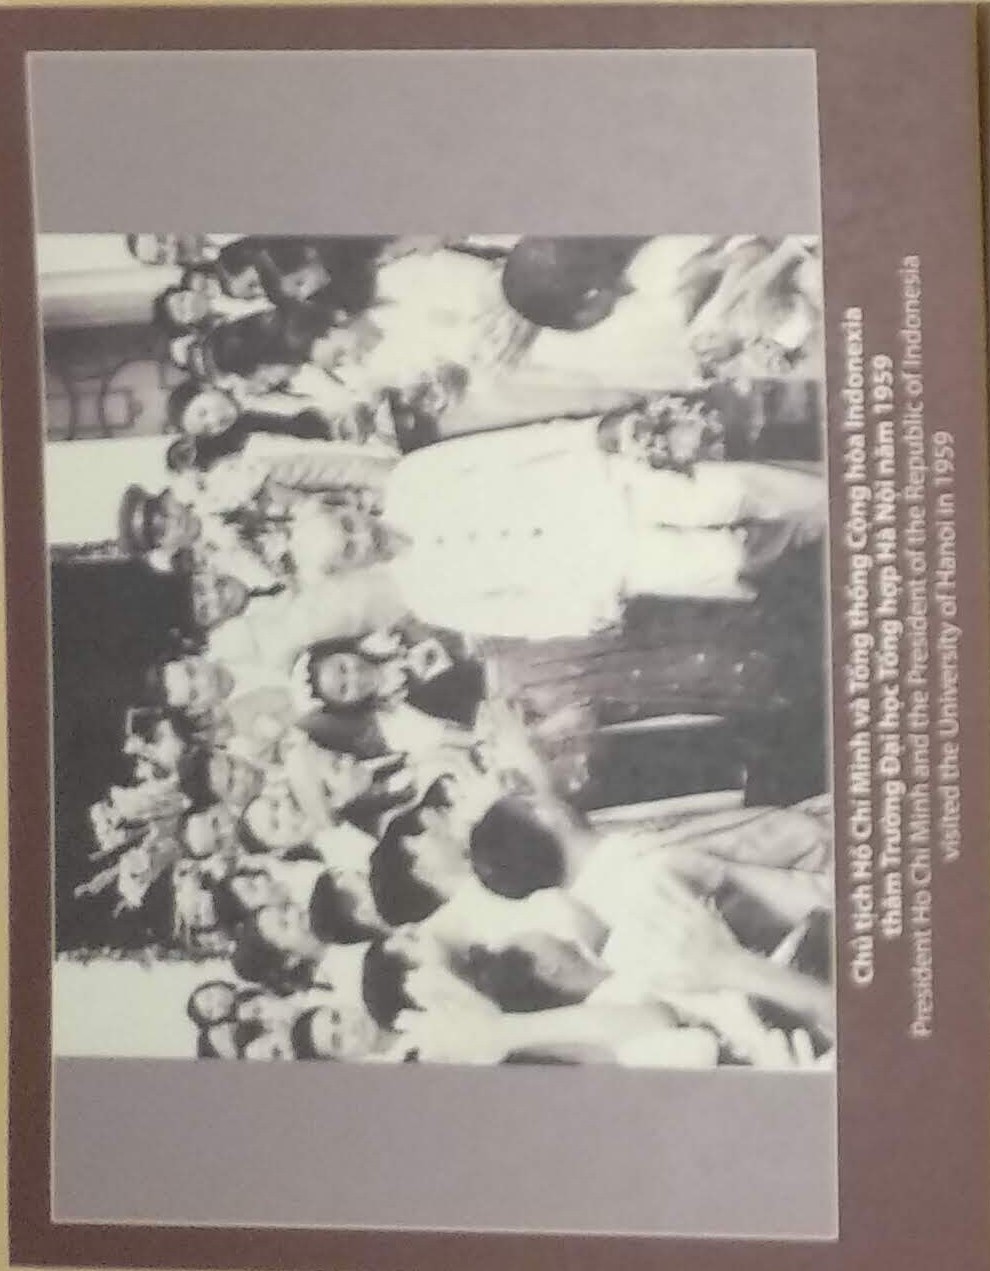 Chủ tịch Hồ Chí Minh và Tổng thống Cộng hòa Indonexia
thăm Trường Đại học Tổng hợp Hà Nội năm 1959
President Ho Chi Minh and the President of the Republic of Indonesia
visited the University of Hanoi in 1959